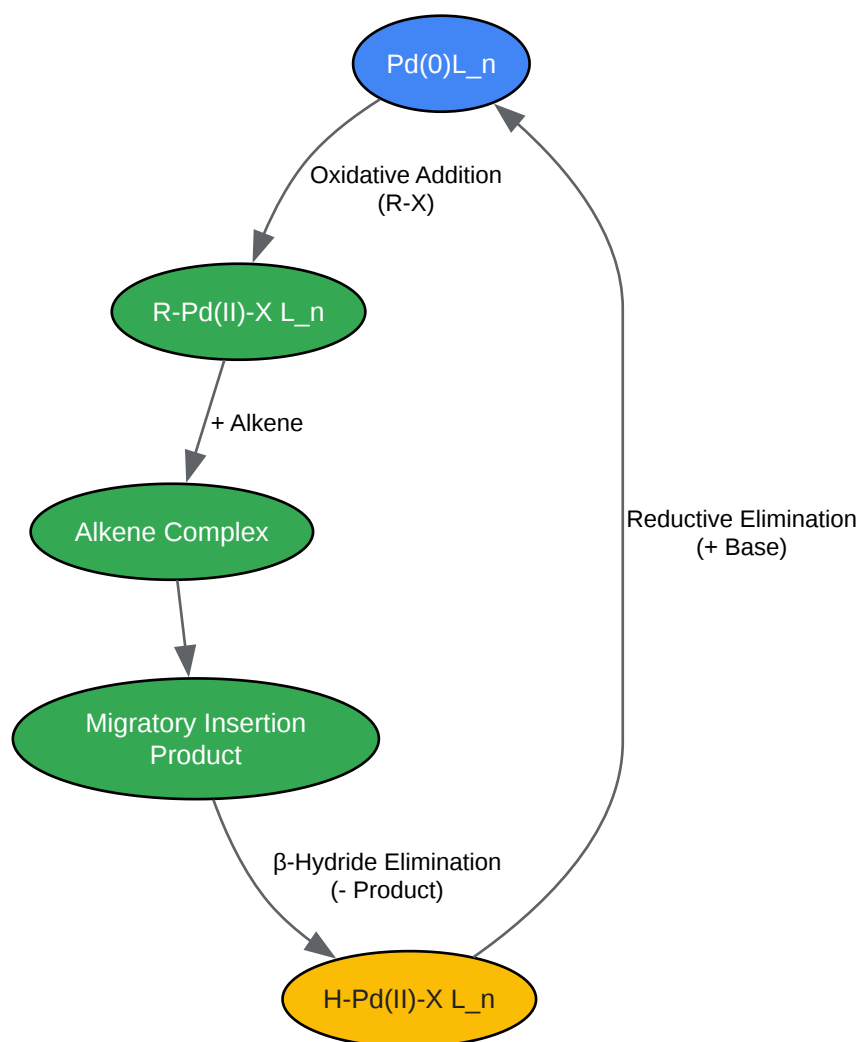 Pd(0)L_n
Oxidative Addition
(R-X)
R-Pd(II)-X L_n
+ Alkene
Alkene Complex
Reductive Elimination
(+ Base)
Migratory Insertion
Product
β-Hydride Elimination
(- Product)
H-Pd(II)-X L_n